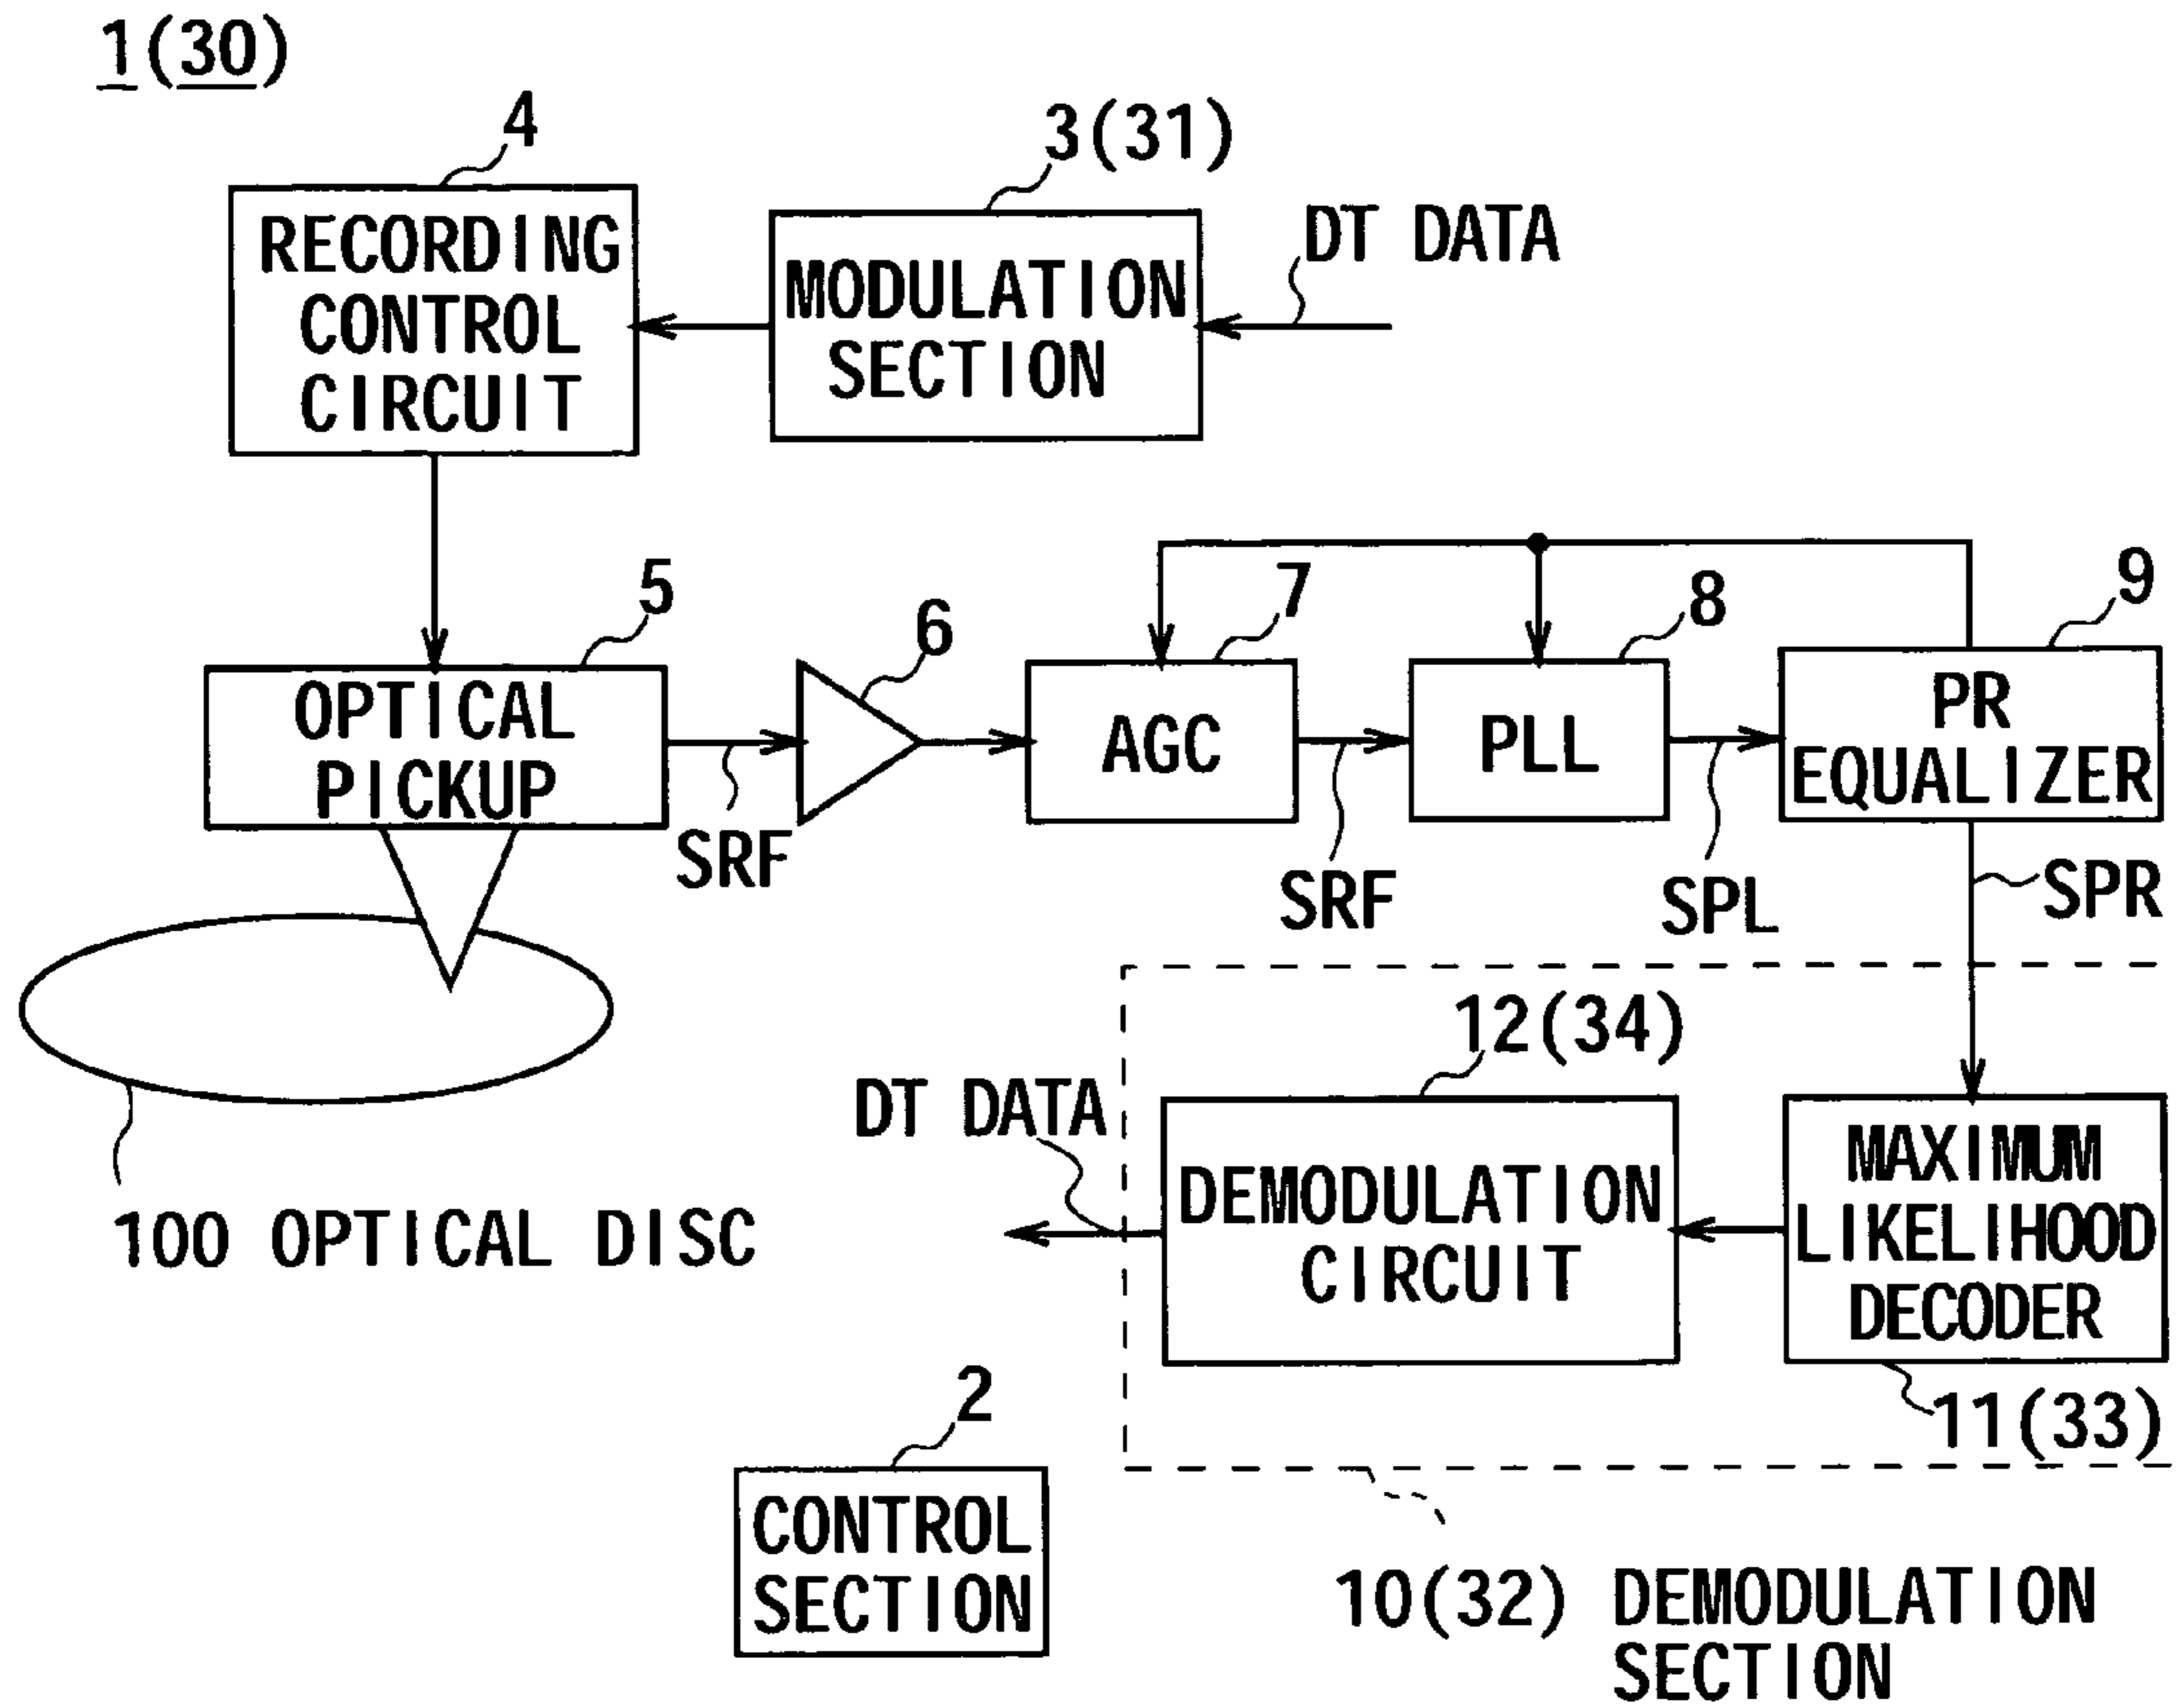 1(30)
4
3(31)
RECORDING
CONTROL
CIRCUIT
MODULATION
SECTION
DT DATA
5
6
7
8
9
OPTICAL
PICKUP
AGC
PLL
PR
EQUALIZER
SRF
SRF
SPL
SPR
12(34)
DT DATA
DEMODULATION
CIRCUIT
MAXIMUM
LIKELIHOOD
DECODER
100 OPTICAL DISC
11(33)
2
CONTROL
SECTION
10(32) DEMODULATION
SECTION